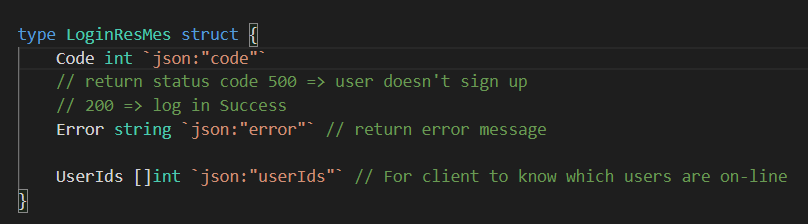 type LoginResMes struct {
Code int `json:"code"`
// return status code 500 => user doesn't sign up
// 200 => log in Success
Error string `json:"error"` // return error message
UserIds []int `json:"userIds"` // For client to know which users are on-line
}